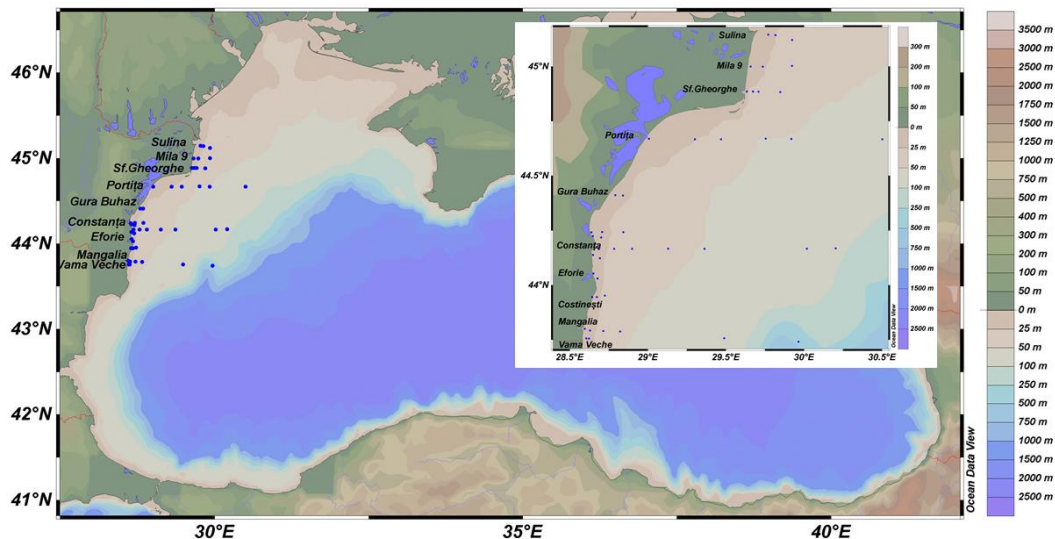 46°N
45°N
44°N
43°N
42°N
41°N
30°E
35°E
40°E
Sulina
Mila 9
Sf.Gheorghe
Portița
Gura Buhaz
Constanța
Eforie
Mangalia
Vama Veche
Ocean Data View
Sulina
Mila 9
Sf.Gheorghe
Portița
Gura Buhaz
Constanța
Eforie
Costinești
Mangalia
Vama Veche
45°N
44.5°N
44°N
28.5°E
29°E
29.5°E
30°E
30.5°E
Ocean Data View
300 m
200 m
100 m
50 m
0 m
25 m
50 m
100 m
250 m
500 m
1000 m
1500 m
2000 m
2500 m
3500 m
3000 m
2500 m
2000 m
1750 m
1500 m
1250 m
1000 m
500 m
400 m
300 m
200 m
100 m
50 m
0 m
25 m
50 m
100 m
250 m
500 m
1000 m
1500 m
2000 m
2500 m